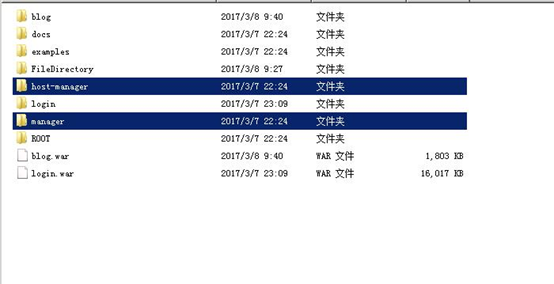 blog 2017/3/8 9:40 文件夹
docs 2017/3/7 22:24 文件夹
examples 2017/3/7 22:24 文件夹
FileDirectory 2017/3/8 9:27 文件夹
host-manager 2017/3/7 22:24 文件夹
login 2017/3/7 23:09 文件夹
manager 2017/3/7 22:24 文件夹
ROOT 2017/3/7 22:24 文件夹
blog.war 2017/3/8 9:40 WAR 文件 1,803 KB
login.war 2017/3/7 23:09 WAR 文件 16,017 KB